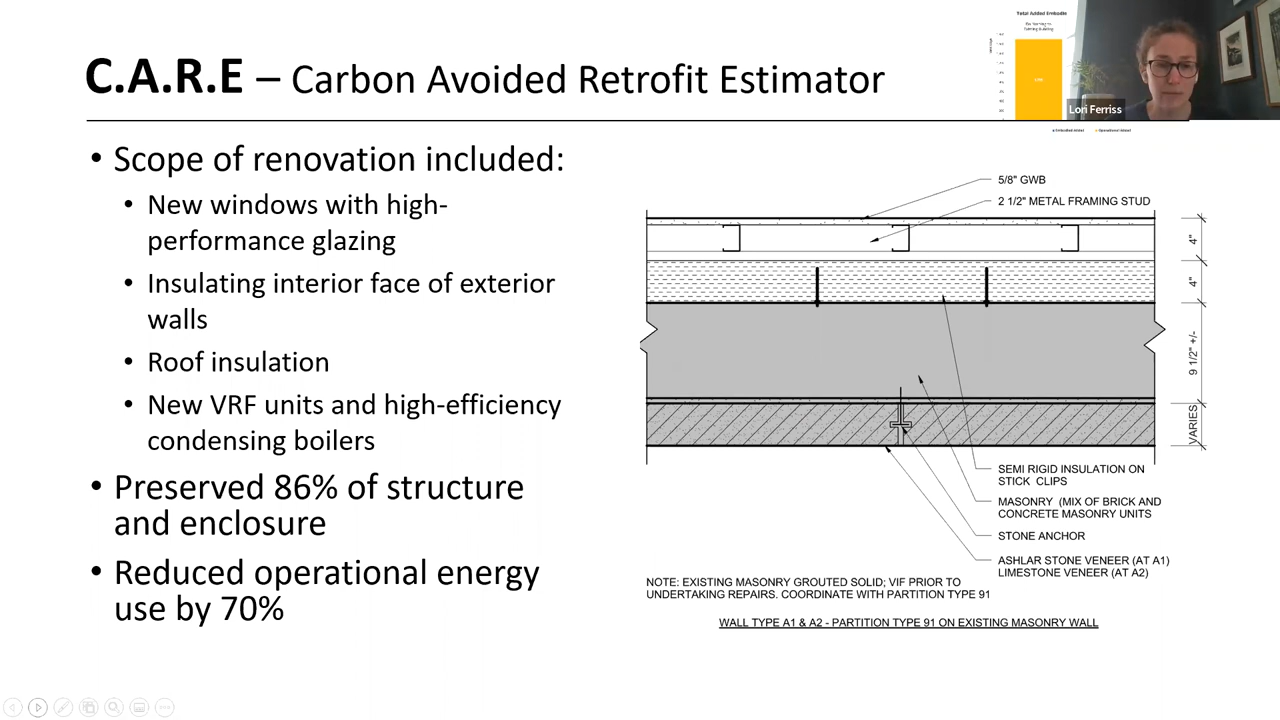 C.A.R.E – Carbon Avoided Retrofit Estimator
Total Added Embodie
Lori Ferriss
• Scope of renovation included:
• New windows with high-
performance glazing
• Insulating interior face of exterior
walls
• Roof insulation
• New VRF units and high-efficiency
condensing boilers
• Preserved 86% of structure
and enclosure
• Reduced operational energy
use by 70%
5/8" GWB
2 1/2" METAL FRAMING STUD
4"
4"
9 1/2" +/-
VARIES
SEMI RIGID INSULATION ON
STICK CLIPS
MASONRY (MIX OF BRICK AND
CONCRETE MASONRY UNITS
STONE ANCHOR
ASHLAR STONE VENEER (AT A1)
LIMESTONE VENEER (AT A2)
NOTE: EXISTING MASONRY GROUTED SOLID; VIF PRIOR TO
UNDERTAKING REPAIRS. COORDINATE WITH PARTITION TYPE 91
WALL TYPE A1 & A2 - PARTITION TYPE 91 ON EXISTING MASONRY WALL